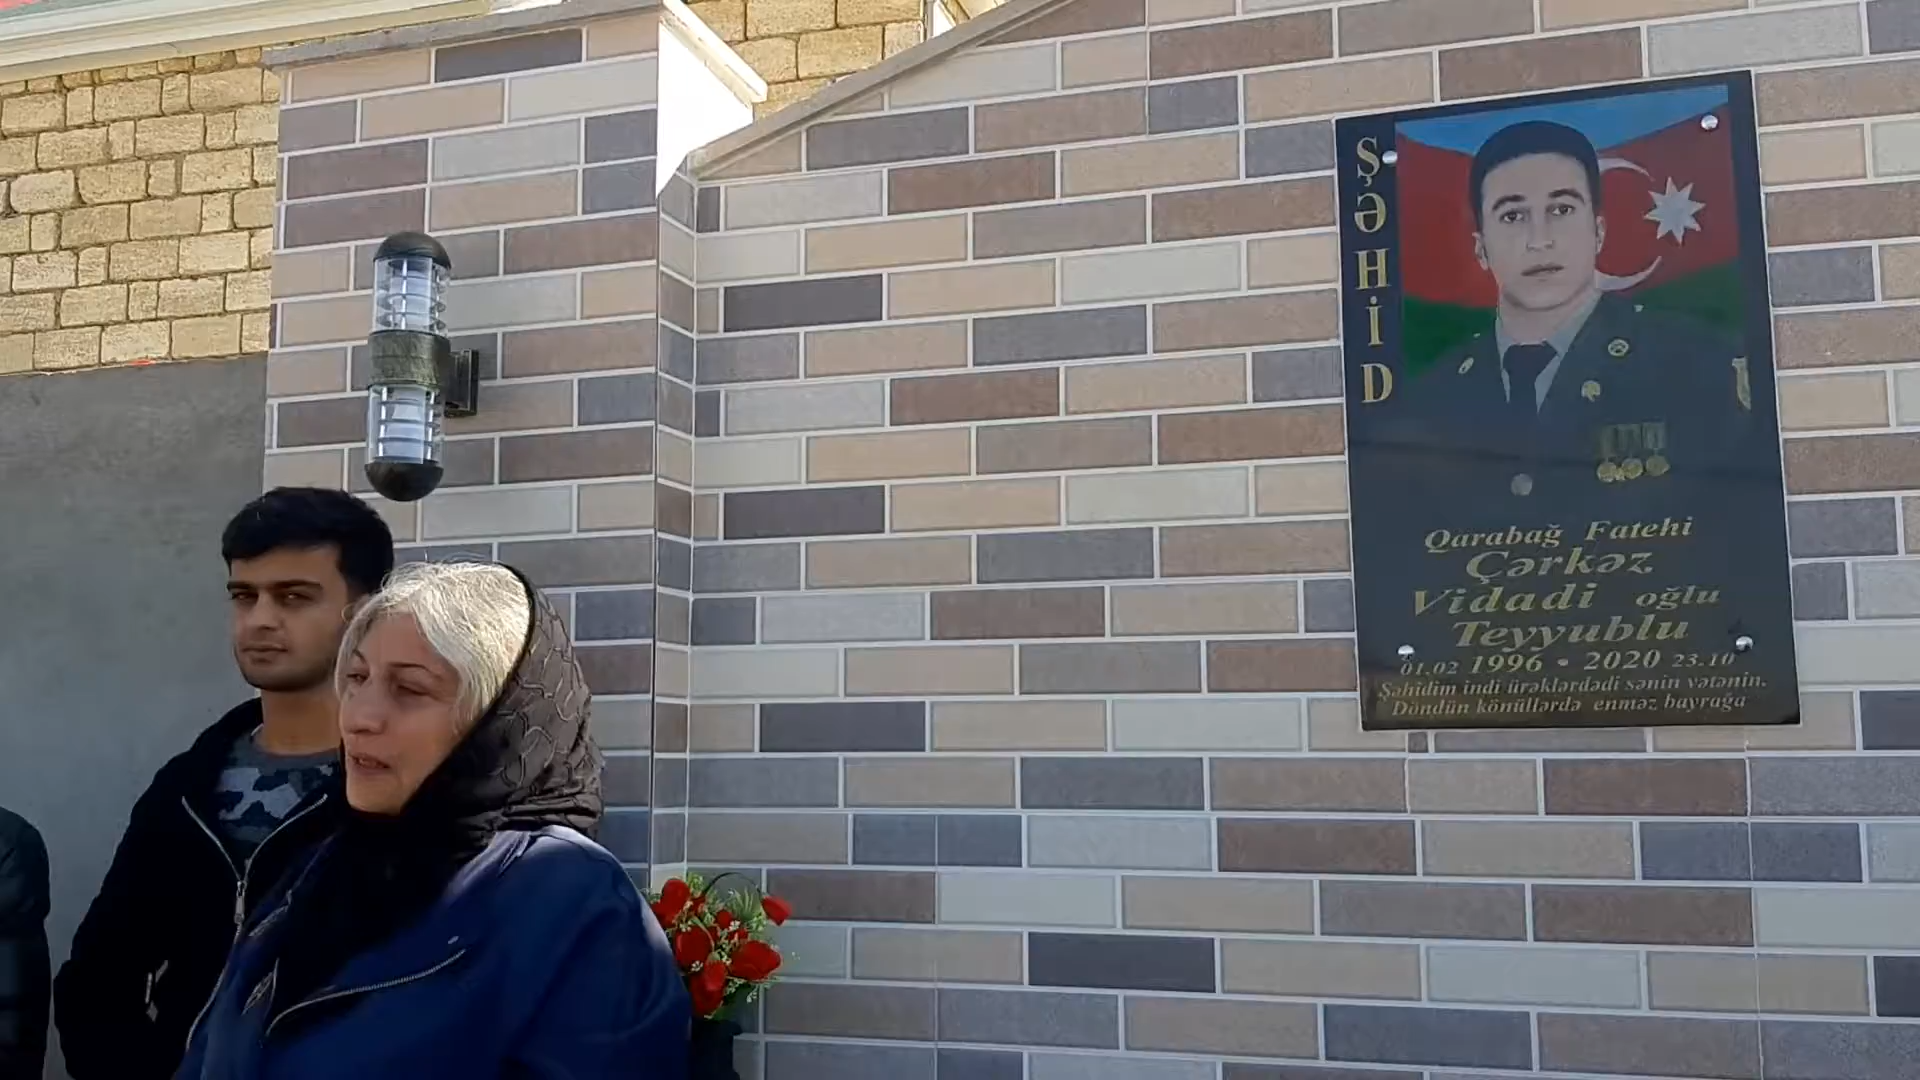 ŞƏHİD
Qarabağ Fatehi
Çərkəz
Vidadi oğlu
Teyyublu
01.02 1996 • 2020 23.10
Şəhidim indi ürəklərdədi sənin vətənin.
Döndün könüllərdə enməz bayrağa